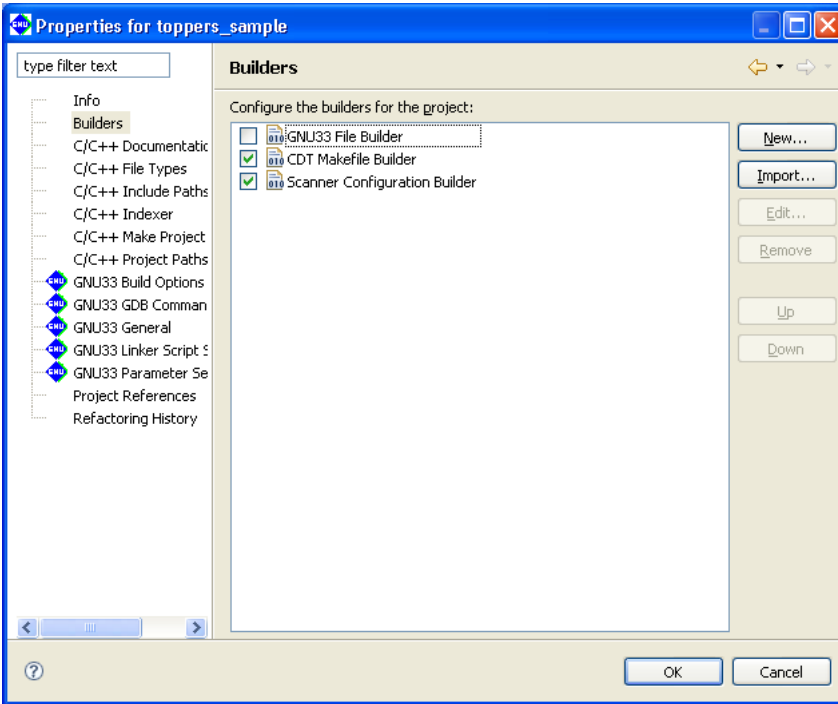 Properties for toppers_sample
type filter text
Builders
Info
Builders
C/C++ Documentatic
C/C++ File Types
C/C++ Include Paths
C/C++ Indexer
C/C++ Make Project
C/C++ Project Paths
GNU33 Build Options
GNU33 GDB Comman
GNU33 General
GNU33 Linker Script S
GNU33 Parameter Se
Project References
Refactoring History
Configure the builders for the project:
GNU33 File Builder
CDT Makefile Builder
Scanner Configuration Builder
New...
Import...
Edit...
Remove
Up
Down
OK
Cancel